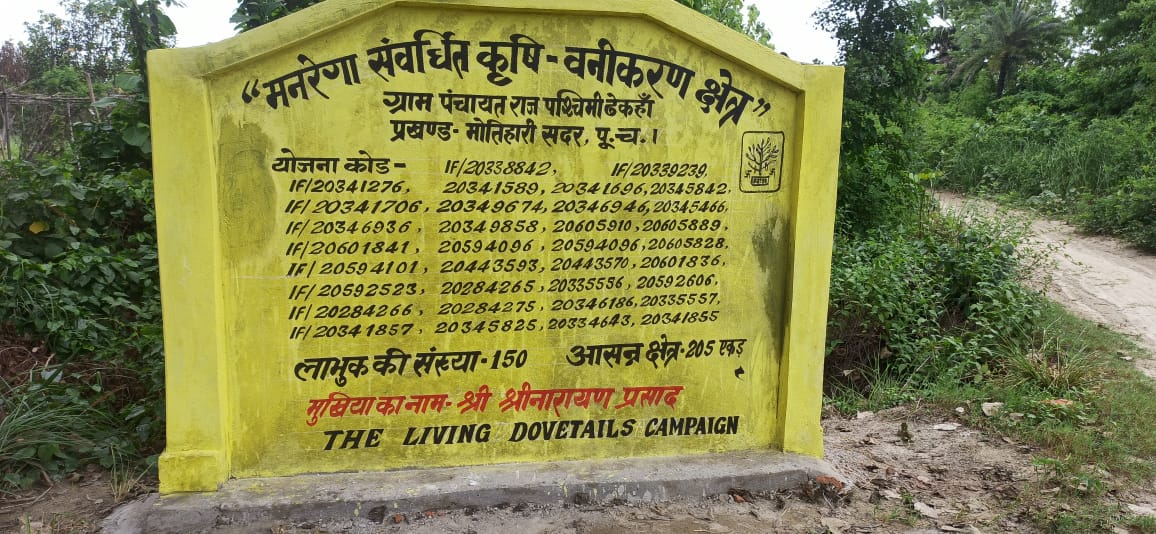 “मनरेगा संवर्धित कृषि - वनीकरण क्षेत्र”
ग्राम पंचायत राज पश्चिमी ढेकहाँ
प्रखण्ड - मोतिहारी सदर, पू.च.।
योजना कोड - IF/20338842, IF/20339239,
IF/20341276, 20341589, 20341696, 20345842,
IF/20341706, 20349674, 20346946, 20345466,
IF/20346936, 20349858, 20605910, 20605889,
IF/20601841, 20594096, 20594096, 20605828,
IF/20594101, 20443593, 20443570, 20601836,
IF/20592523, 20284265, 20335556, 20592606,
IF/20284266, 20284275, 20346186, 20335557,
IF/20341857, 20345825, 20334643, 20341855
लाभुक की संख्या - 150 आसन्न क्षेत्र - 205 एकड़
मुखिया का नाम - श्री श्रीनारायण प्रसाद
THE LIVING DOVETAILS CAMPAIGN